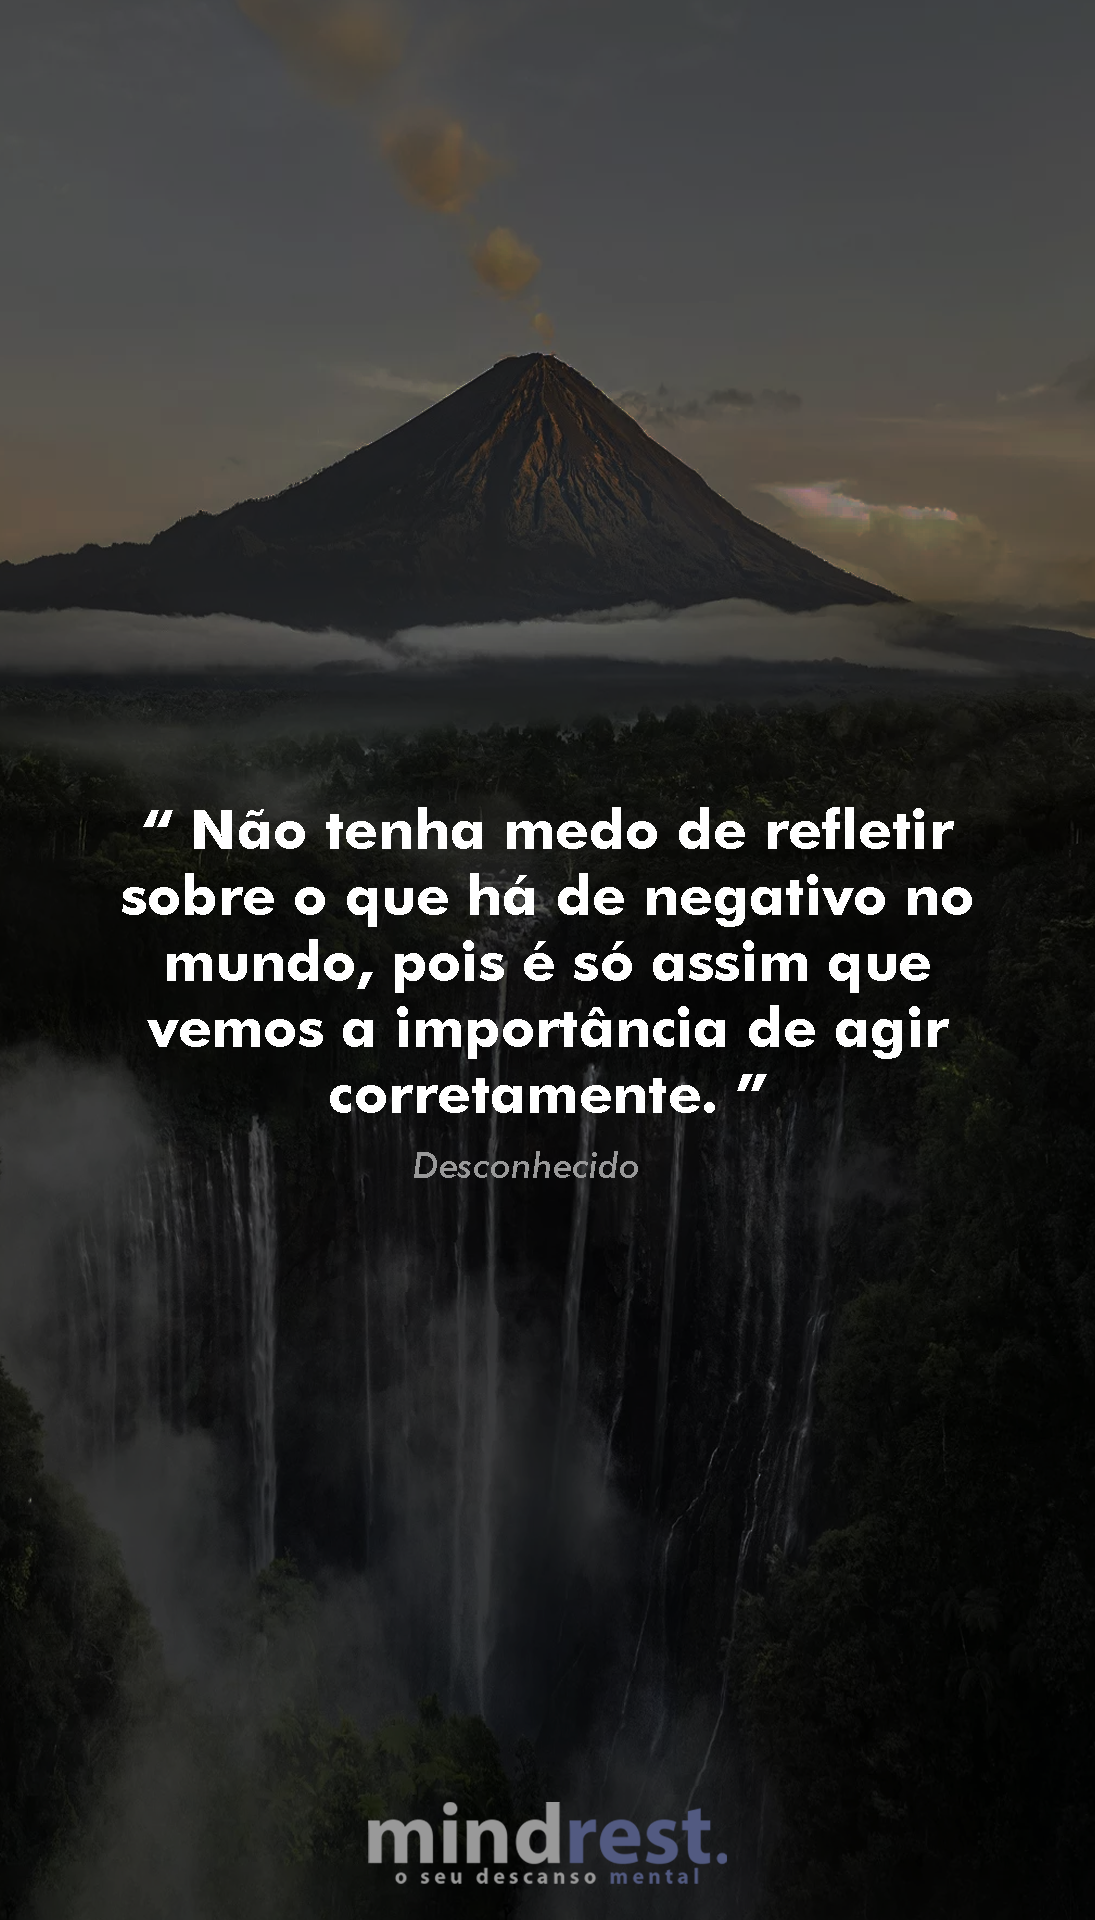 “ Não tenha medo de refletir
sobre o que há de negativo no
mundo, pois é só assim que
vemos a importância de agir
corretamente. ”
Desconhecido
mindrest.
o seu descanso mental